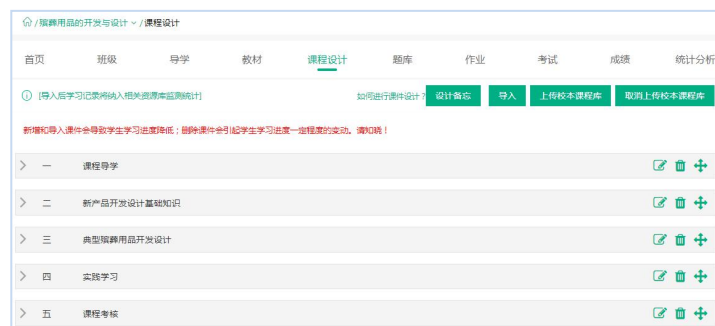 / 殡葬用品的开发与设计 / 课程设计
首页 班级 导学 教材 课程设计 题库 作业 考试 成绩 统计分析
[导入后学习记录将纳入相关资源库监测统计] 如何进行课件设计? 设计备忘 导入 上传校本课程库 取消上传校本课程库
新增和导入课件会导致学生学习进度降低;删除课件会引起学生学习进度一定程度的变动。请知晓!
一 课程导学
二 新产品开发设计基础知识
三 典型殡葬用品开发设计
四 实践学习
五 课程考核